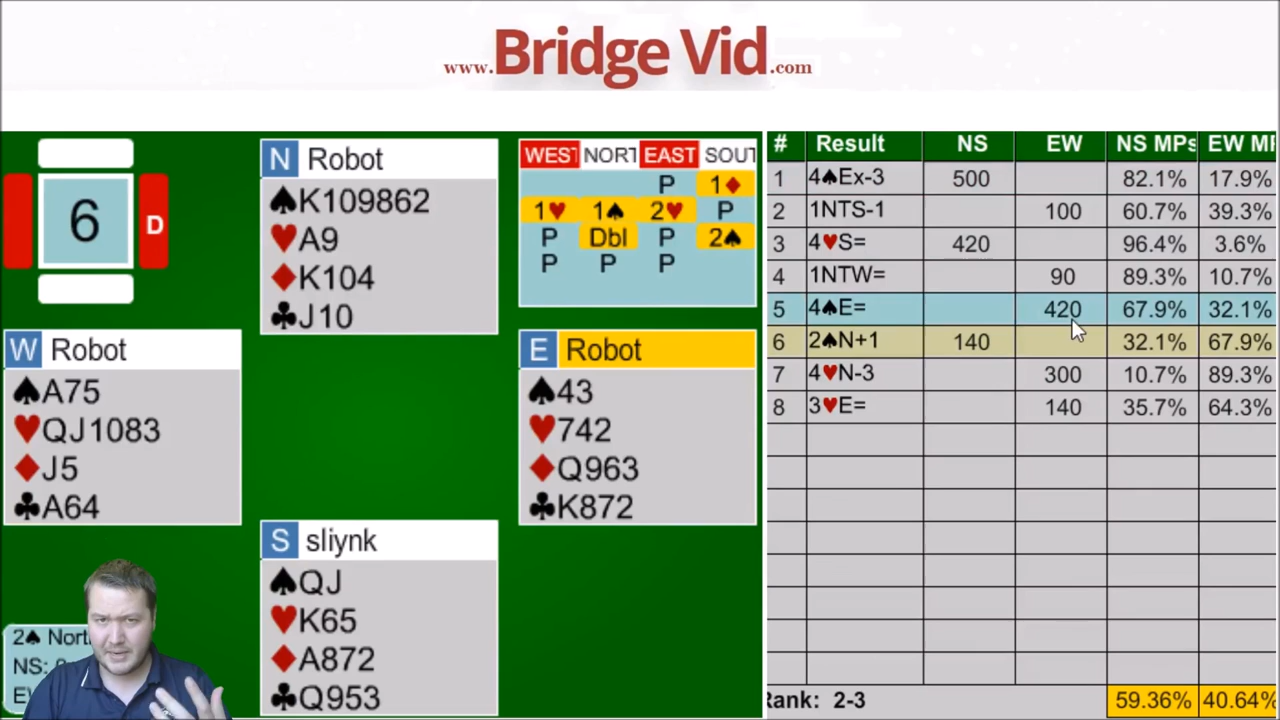 www.Bridge Vid.com
6
D
N Robot
♠K109862
♥A9
♦K104
♣J10
WEST NORT EAST SOUT
P 1♦
1♥ 1♠ 2♥ P
P Dbl P 2♠
P P P
W Robot
♠A75
♥QJ1083
♦J5
♣A64
E Robot
♠43
♥742
♦Q963
♣K872
S sliynk
♠QJ
♥K65
♦A872
♣Q953
2♠ Nort
NS:
E
# Result NS EW NS MPs EW MP
1 4♠Ex-3 500 82.1% 17.9%
2 1NTS-1 100 60.7% 39.3%
3 4♥S= 420 96.4% 3.6%
4 1NTW= 90 89.3% 10.7%
5 4♠E= 420 67.9% 32.1%
6 2♠N+1 140 32.1% 67.9%
7 4♥N-3 300 10.7% 89.3%
8 3♥E= 140 35.7% 64.3%
Rank: 2-3 59.36% 40.64%